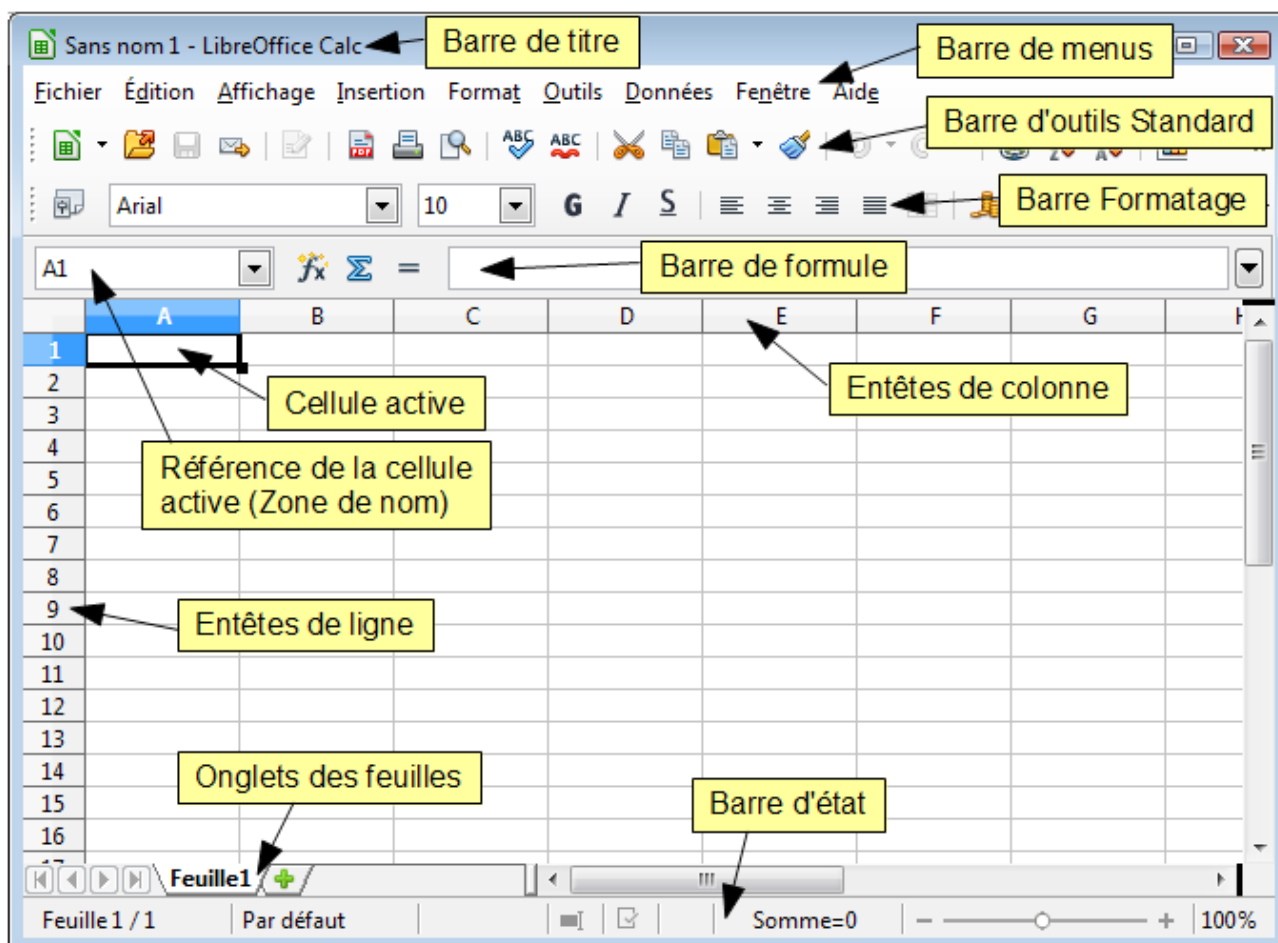 Sans nom 1 - LibreOffice Calc
Barre de titre
Barre de menus
Fichier Édition Affichage Insertion Format Outils Données Fenêtre Aide
Barre d'outils Standard
PDF ABC ABC
Arial 10 G I S
Barre Formatage
A1 fx Σ =
Barre de formule
A B C D E F G
1
2
Cellule active
Entêtes de colonne
3
4
Référence de la cellule
active (Zone de nom)
5
6
7
8
9
Entêtes de ligne
10
11
12
13
14
Onglets des feuilles
15
Barre d'état
16
Feuille1
Feuille 1 / 1 Par défaut Somme=0 100%